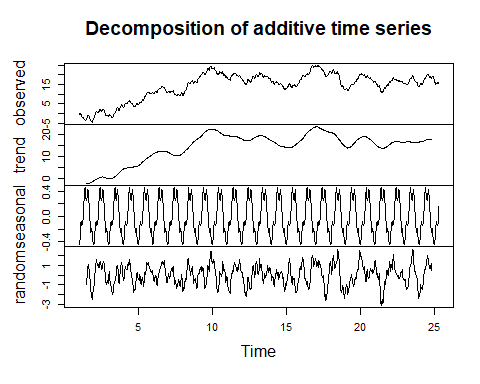 Decomposition of additive time series
observed
-5 5 15
trend
0 10 20
seasonal
-0.4 0.0 0.4
random
-3 -1 1
5 10 15 20 25
Time